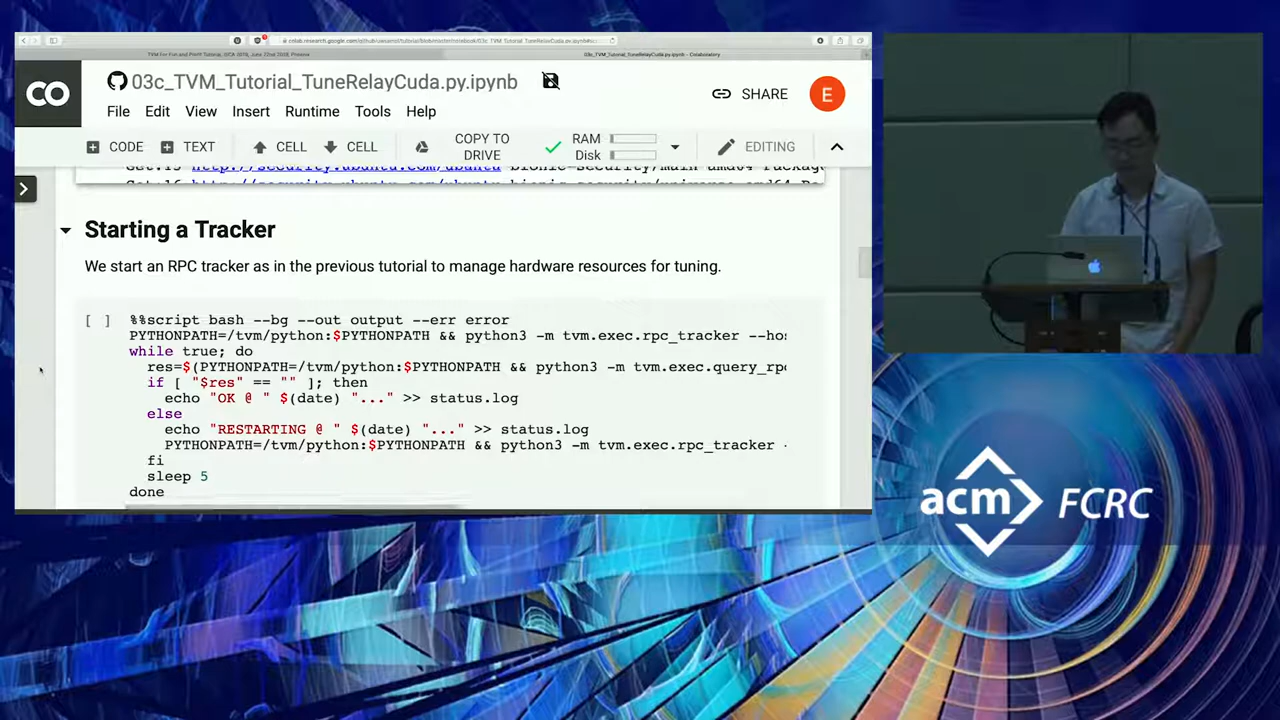 03c_TVM_Tutorial_TuneRelayCuda.py.ipynb
CO
File Edit View Insert Runtime Tools Help
SHARE
E
CODE TEXT CELL CELL COPY TO DRIVE RAM Disk EDITING
Starting a Tracker
We start an RPC tracker as in the previous tutorial to manage hardware resources for tuning.
[ ]
%%script bash --bg --out output --err error
PYTHONPATH=/tvm/python:$PYTHONPATH && python3 -m tvm.exec.rpc_tracker --hos
while true; do
res=$(PYTHONPATH=/tvm/python:$PYTHONPATH && python3 -m tvm.exec.query_rpc
if [ "$res" == "" ]; then
echo "OK @ " $(date) "..." >> status.log
else
echo "RESTARTING @ " $(date) "..." >> status.log
PYTHONPATH=/tvm/python:$PYTHONPATH && python3 -m tvm.exec.rpc_tracker -
fi
sleep 5
done
acm FCRC